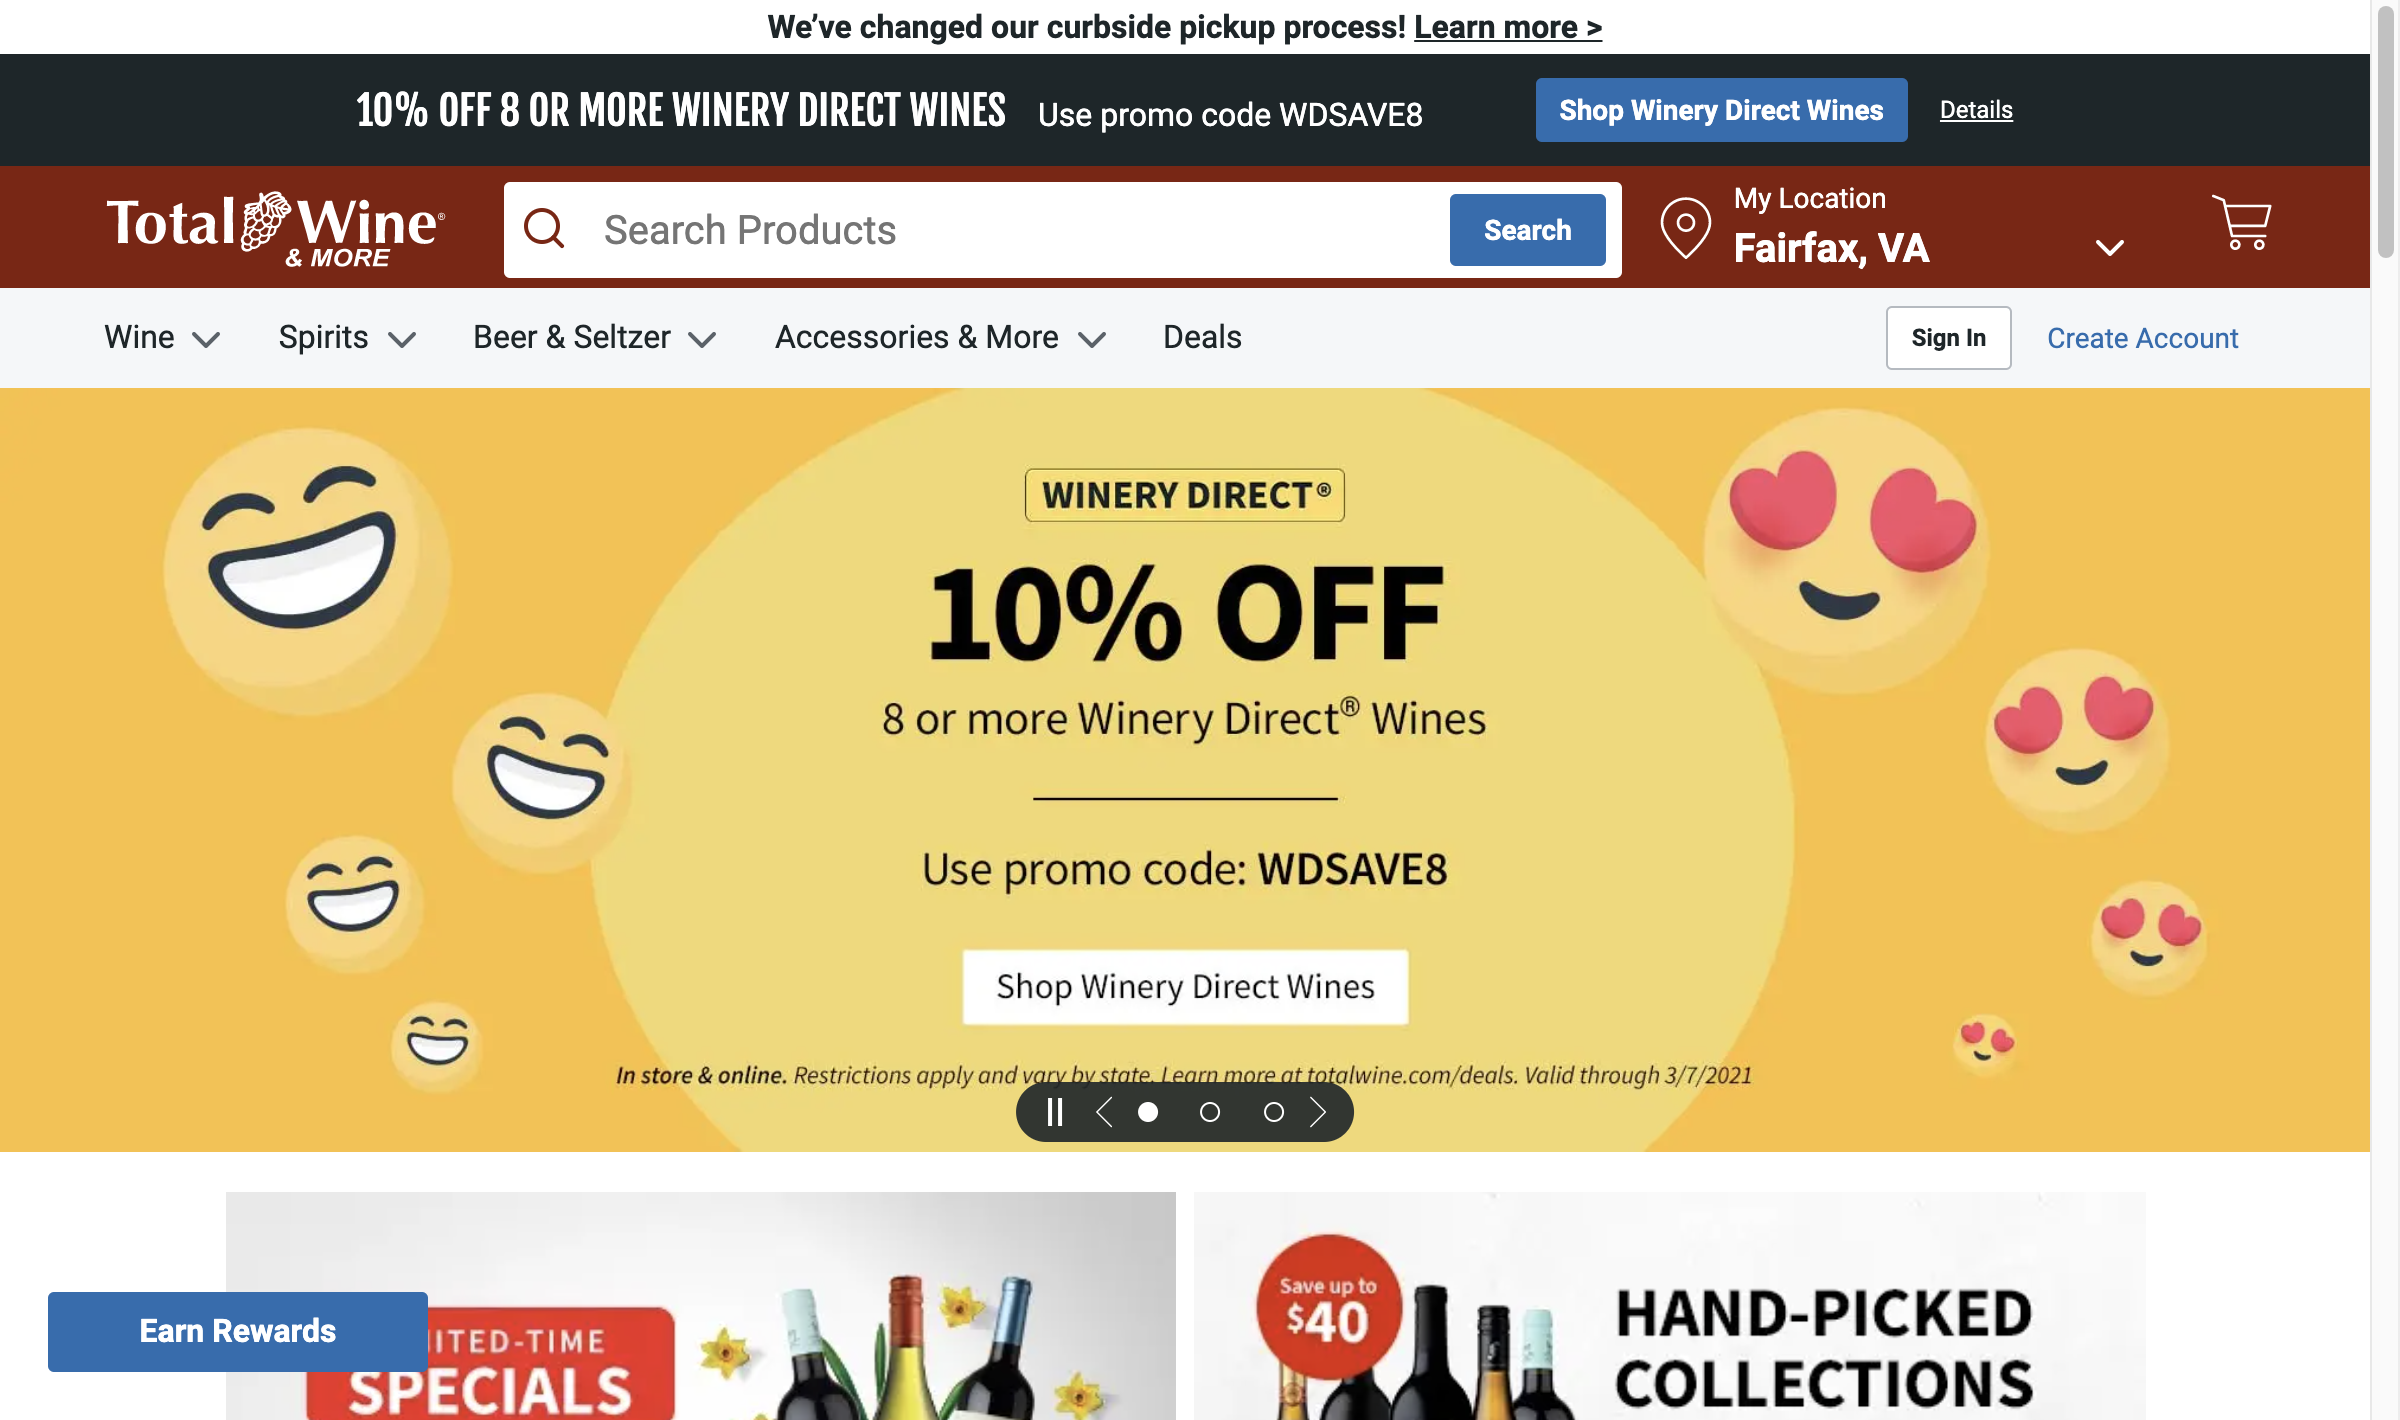 We've changed our curbside pickup process! Learn more >
10% OFF 8 OR MORE WINERY DIRECT WINES Use promo code WDSAVE8 Shop Winery Direct Wines Details
Total Wine®
& MORE
Search Products Search
My Location
Fairfax, VA
Wine Spirits Beer & Seltzer Accessories & More Deals Sign In Create Account
WINERY DIRECT®
10% OFF
8 or more Winery Direct® Wines
Use promo code: WDSAVE8
Shop Winery Direct Wines
In store & online. Restrictions apply and vary by state. Learn more at totalwine.com/deals. Valid through 3/7/2021
Earn Rewards
ITED-TIME
SPECIALS
Save up to
$40
HAND-PICKED
COLLECTIONS